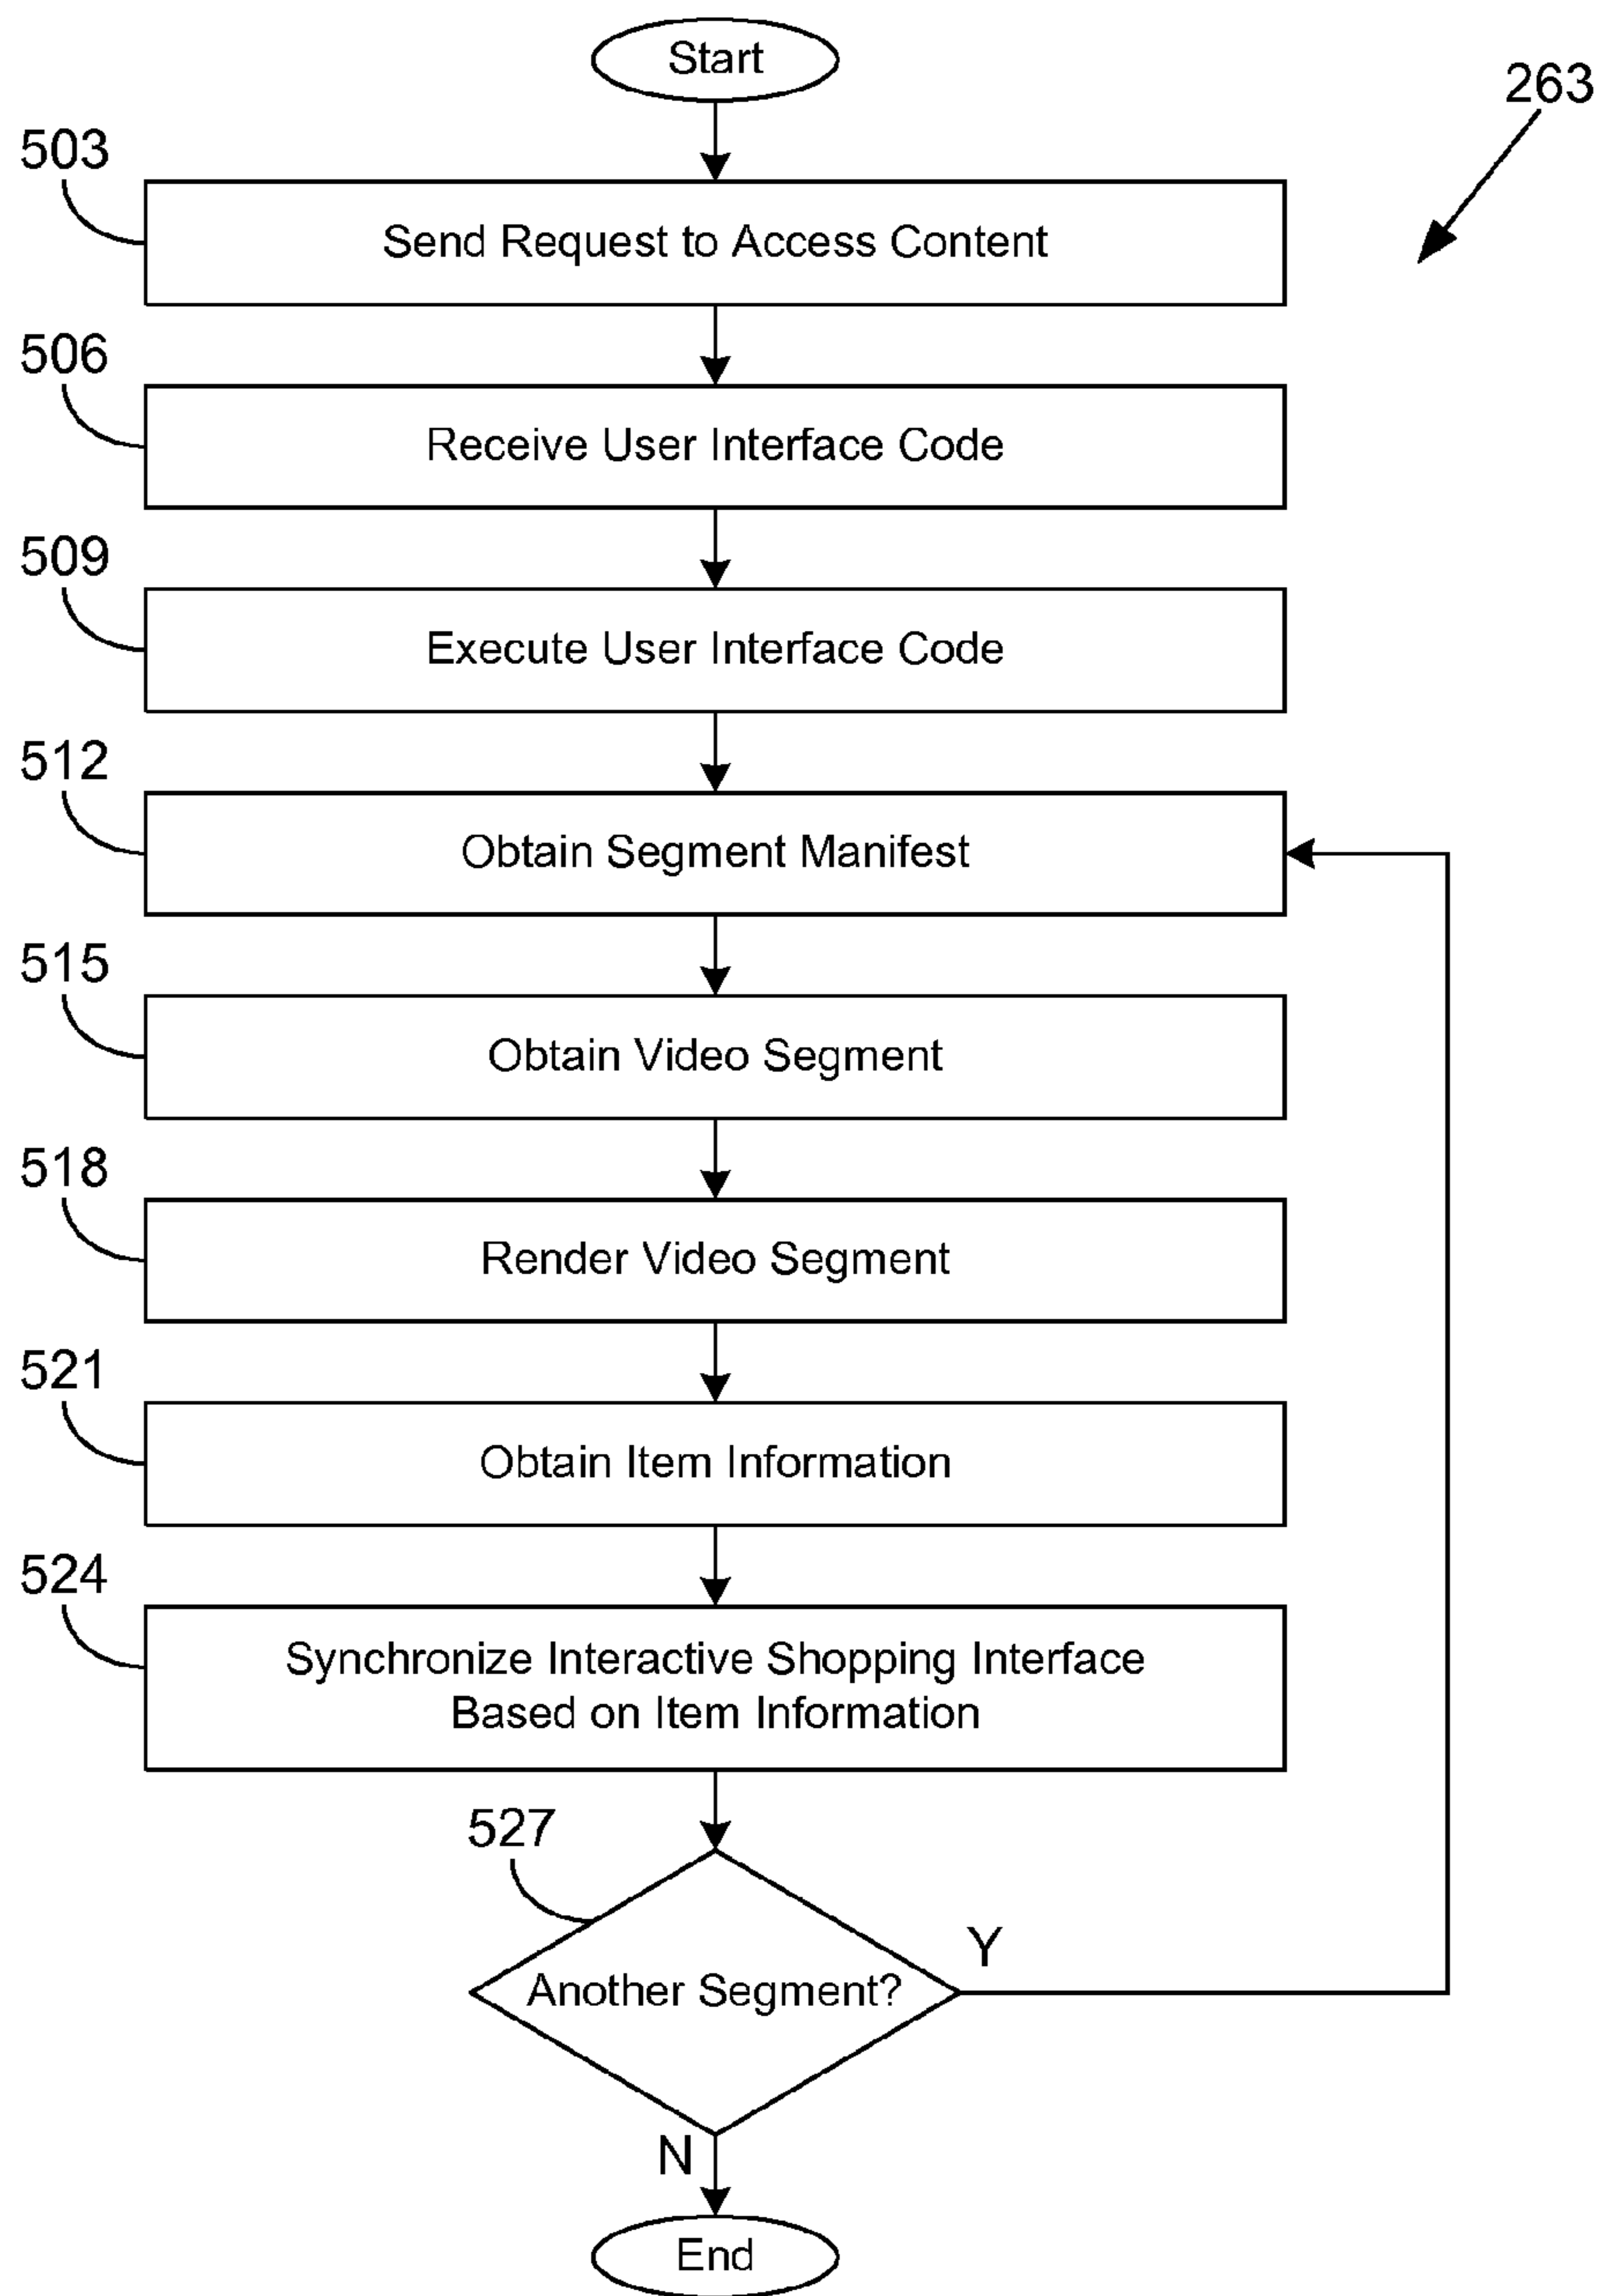 Start
263
503
Send Request to Access Content
506
Receive User Interface Code
509
Execute User Interface Code
512
Obtain Segment Manifest
515
Obtain Video Segment
518
Render Video Segment
521
Obtain Item Information
524
Synchronize Interactive Shopping Interface
Based on Item Information
527
Another Segment?
Y
N
End